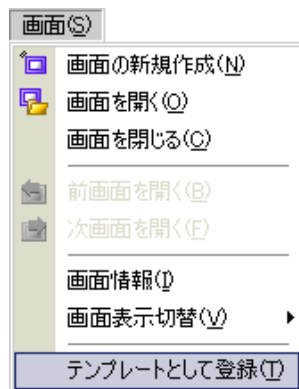 画面(S)
画面の新規作成(N)
画面を開く(O)
画面を閉じる(C)
前画面を開く(B)
次画面を開く(F)
画面情報(I)
画面表示切替(V)
テンプレートとして登録(T)